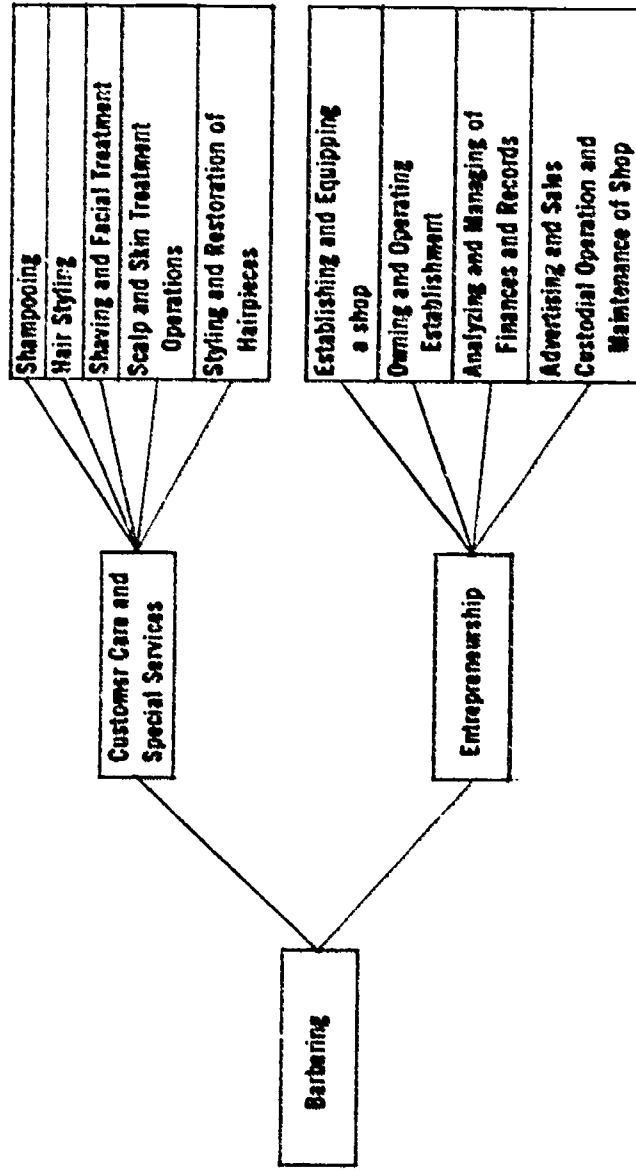 Barbering
Customer Care and
Special Services
Shampooing
Hair Styling
Shaving and Facial Treatment
Scalp and Skin Treatment
Operations
Styling and Restoration of
Hairpieces
Entrepreneurship
Establishing and Equipping
a shop
Owning and Operating
Establishment
Analyzing and Managing of
Finances and Records
Advertising and Sales
Custodial Operation and
Maintenance of Shop